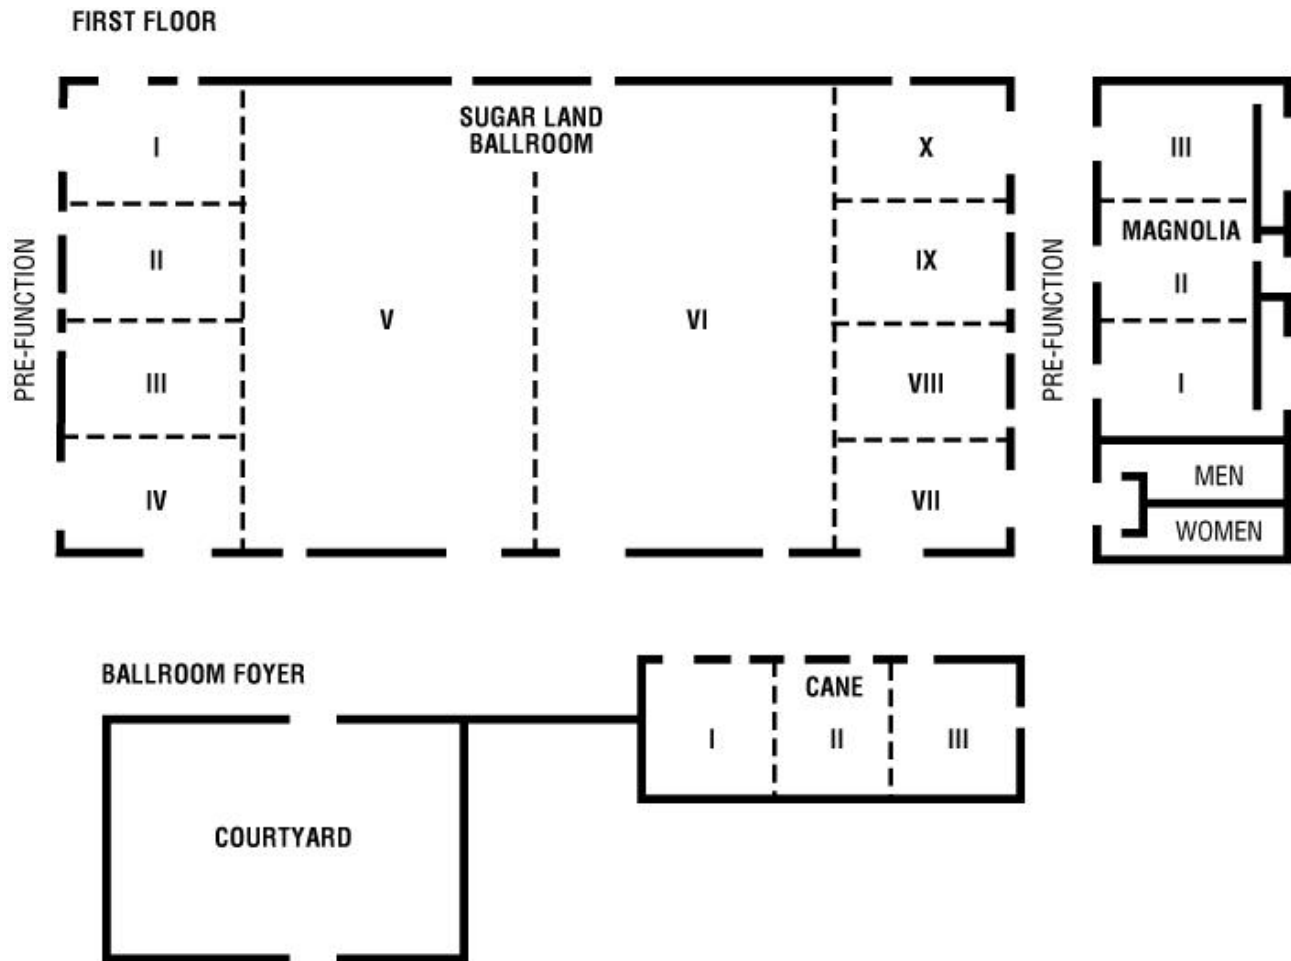 FIRST FLOOR
SUGAR LAND
BALLROOM
I
II
III
IV
V
VI
X
IX
VIII
VII
PRE-FUNCTION
PRE-FUNCTION
III
MAGNOLIA
II
I
MEN
WOMEN
BALLROOM FOYER
COURTYARD
CANE
I
II
III